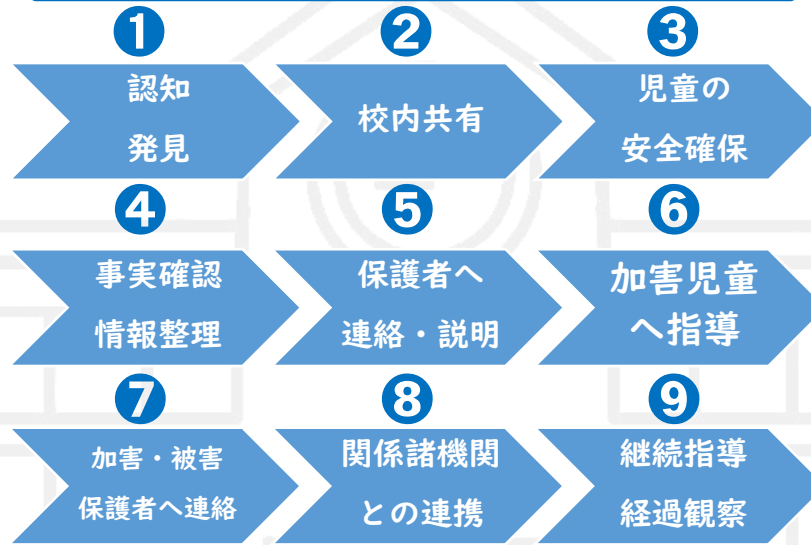 ❶
認知
発見
❷
校内共有
❸
児童の
安全確保
❹
事実確認
情報整理
❺
保護者へ
連絡・説明
❻
加害児童
へ指導
❼
加害・被害
保護者へ連絡
❽
関係諸機関
との連携
❾
継続指導
経過観察